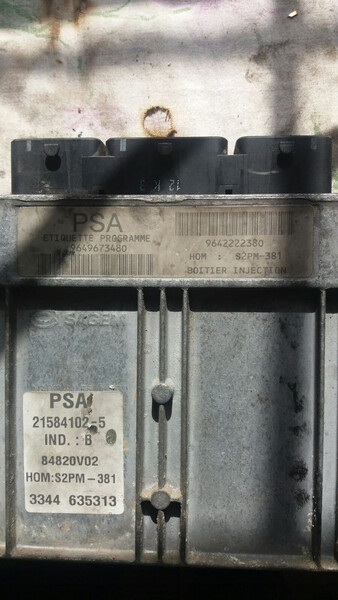 12 K 3
PSA
ETIQUETTE PROGRAMME
9649673480
9642222380
HOM : S2PM-381
BOITIER INJECTION
SAGEM
PSA
21584102-5
IND. : B
84820V02
HOM:S2PM-381
3344 635313